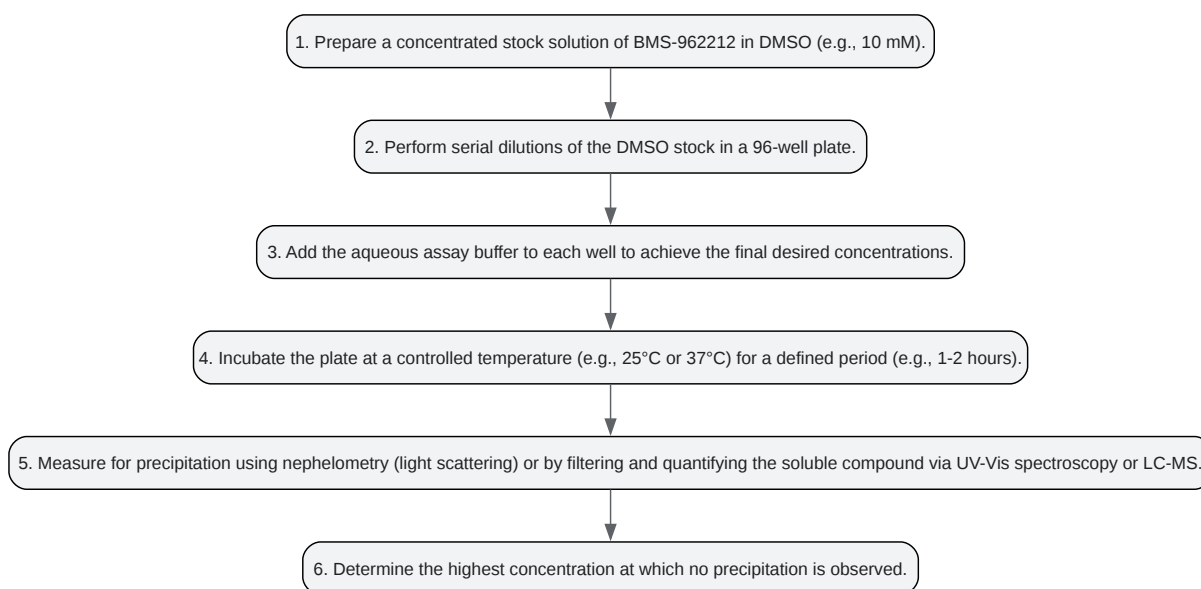 1. Prepare a concentrated stock solution of BMS-962212 in DMSO (e.g., 10 mM).
2. Perform serial dilutions of the DMSO stock in a 96-well plate.
3. Add the aqueous assay buffer to each well to achieve the final desired concentrations.
4. Incubate the plate at a controlled temperature (e.g., 25°C or 37°C) for a defined period (e.g., 1-2 hours).
5. Measure for precipitation using nephelometry (light scattering) or by filtering and quantifying the soluble compound via UV-Vis spectroscopy or LC-MS.
6. Determine the highest concentration at which no precipitation is observed.